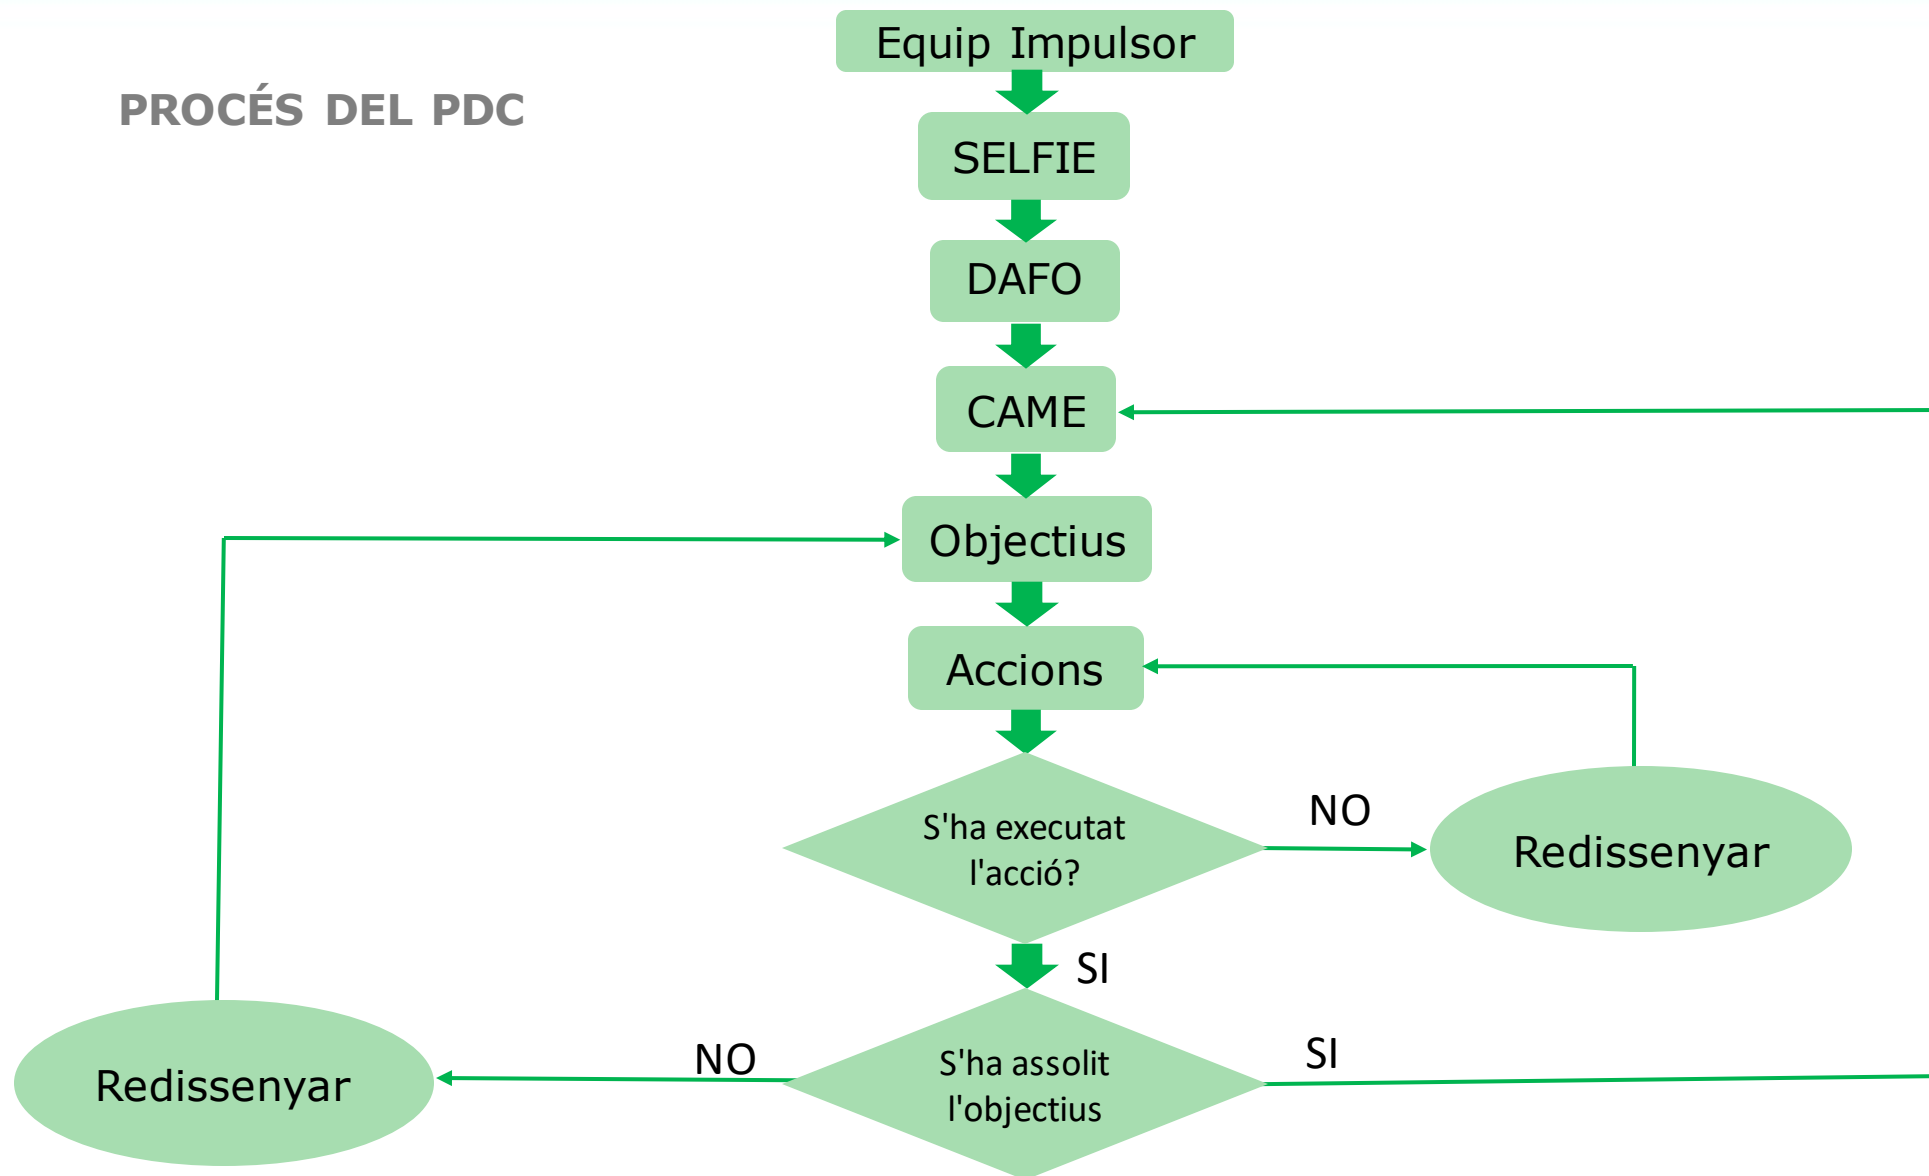 Equip Impulsor
PROCÉS DEL PDC
SELFIE
DAFO
CAME
Objectius
Accions
S'ha executat
l'acció?
NO
Redissenyar
SI
S'ha assolit
l'objectius
NO
Redissenyar
SI